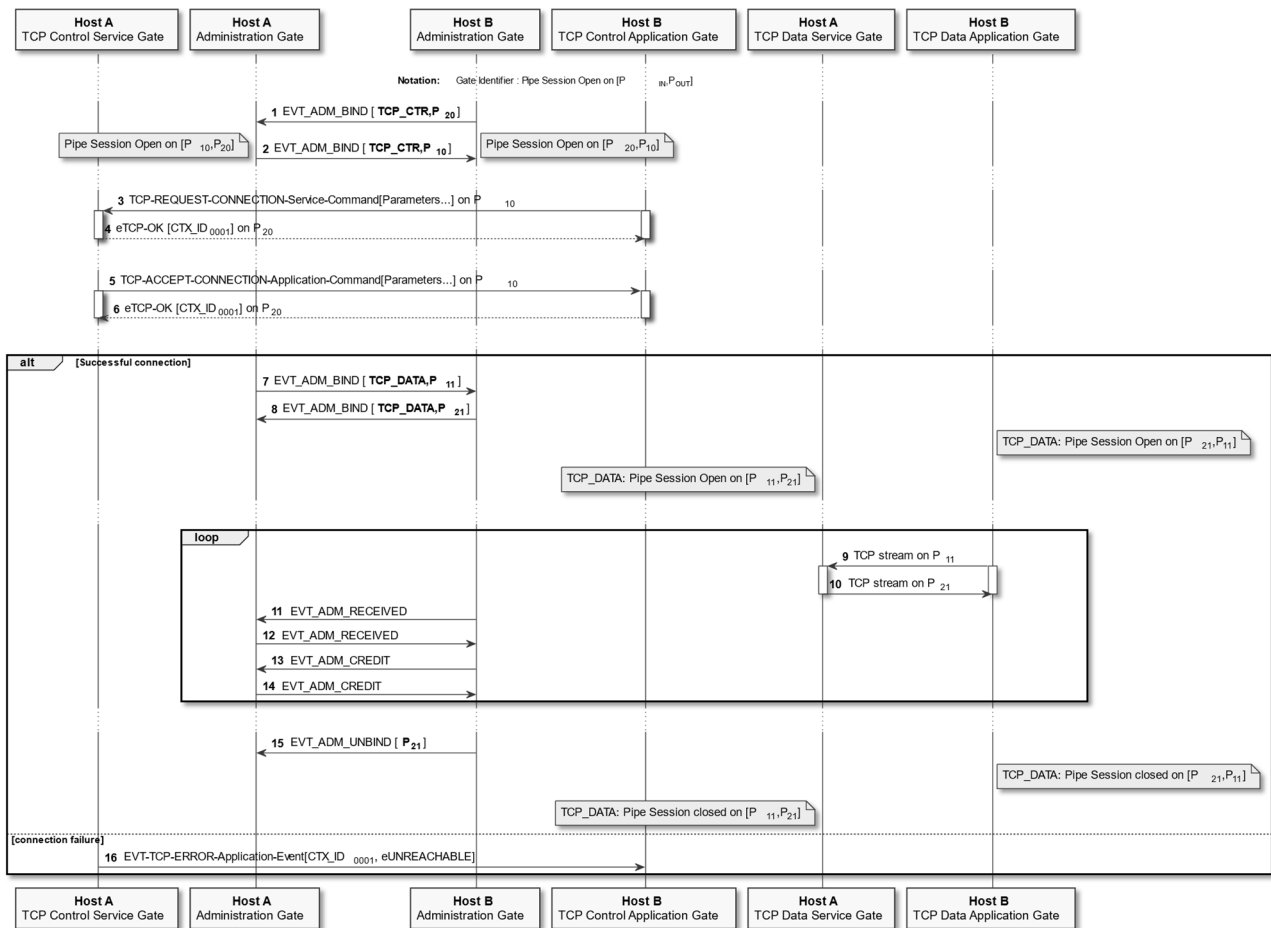 Host A
TCP Control Service Gate
Host A
Administration Gate
Host B
Administration Gate
Host B
TCP Control Application Gate
Host A
TCP Data Service Gate
Host B
TCP Data Application Gate
Notation: Gate Identifier : Pipe Session Open on [P IN,POUT]
1 EVT_ADM_BIND [ TCP_CTR,P 20]
Pipe Session Open on [P 10,P20]
Pipe Session Open on [P 20,P10]
2 EVT_ADM_BIND [ TCP_CTR,P 10]
3 TCP-REQUEST-CONNECTION-Service-Command[Parameters...] on P 10
4 eTCP-OK [CTX_ID0001] on P20
5 TCP-ACCEPT-CONNECTION-Application-Command[Parameters...] on P 10
6 eTCP-OK [CTX_ID0001] on P20
alt [Successful connection]
7 EVT_ADM_BIND [ TCP_DATA,P 11]
8 EVT_ADM_BIND [ TCP_DATA,P 21]
TCP_DATA: Pipe Session Open on [P 21,P11]
TCP_DATA: Pipe Session Open on [P 11,P21]
loop
9 TCP stream on P 11
10 TCP stream on P 21
11 EVT_ADM_RECEIVED
12 EVT_ADM_RECEIVED
13 EVT_ADM_CREDIT
14 EVT_ADM_CREDIT
15 EVT_ADM_UNBIND [ P21]
TCP_DATA: Pipe Session closed on [P 21,P11]
TCP_DATA: Pipe Session closed on [P 11,P21]
[connection failure]
16 EVT-TCP-ERROR-Application-Event[CTX_ID 0001, eUNREACHABLE]
Host A
TCP Control Service Gate
Host A
Administration Gate
Host B
Administration Gate
Host B
TCP Control Application Gate
Host A
TCP Data Service Gate
Host B
TCP Data Application Gate